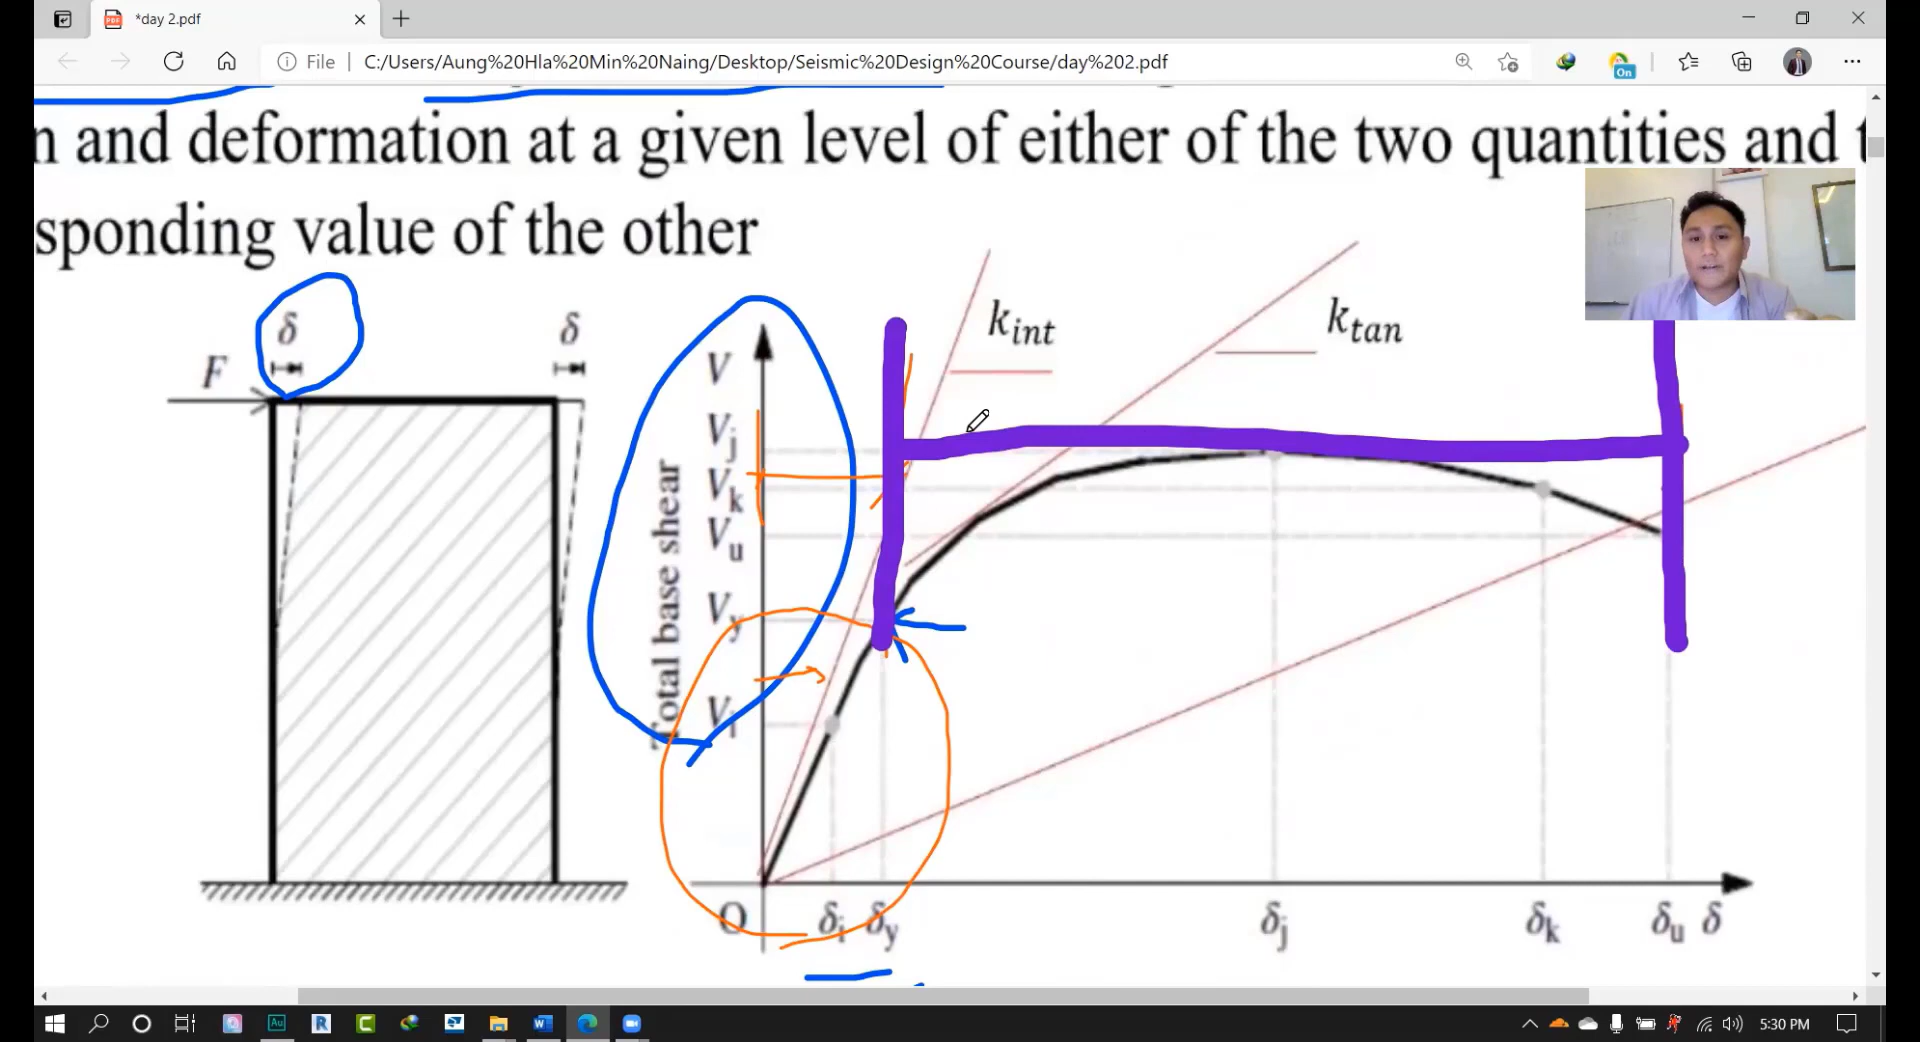 *day 2.pdf
File | C:/Users/Aung%20Hla%20Min%20Naing/Desktop/Seismic%20Design%20Course/day%202.pdf
On
n and deformation at a given level of either of the two quantities and t
sponding value of the other
δ
δ
F
k_int
k_tan
V
V_j
V_k
V_u
V_y
V_i
Total base shear
O δ_i δ_y δ_j δ_k δ_u δ
5:30 PM